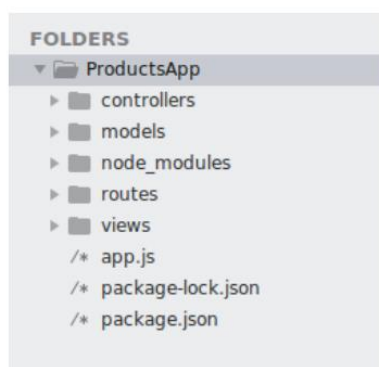 FOLDERS
ProductsApp
controllers
models
node_modules
routes
views
/* app.js
/* package-lock.json
/* package.json